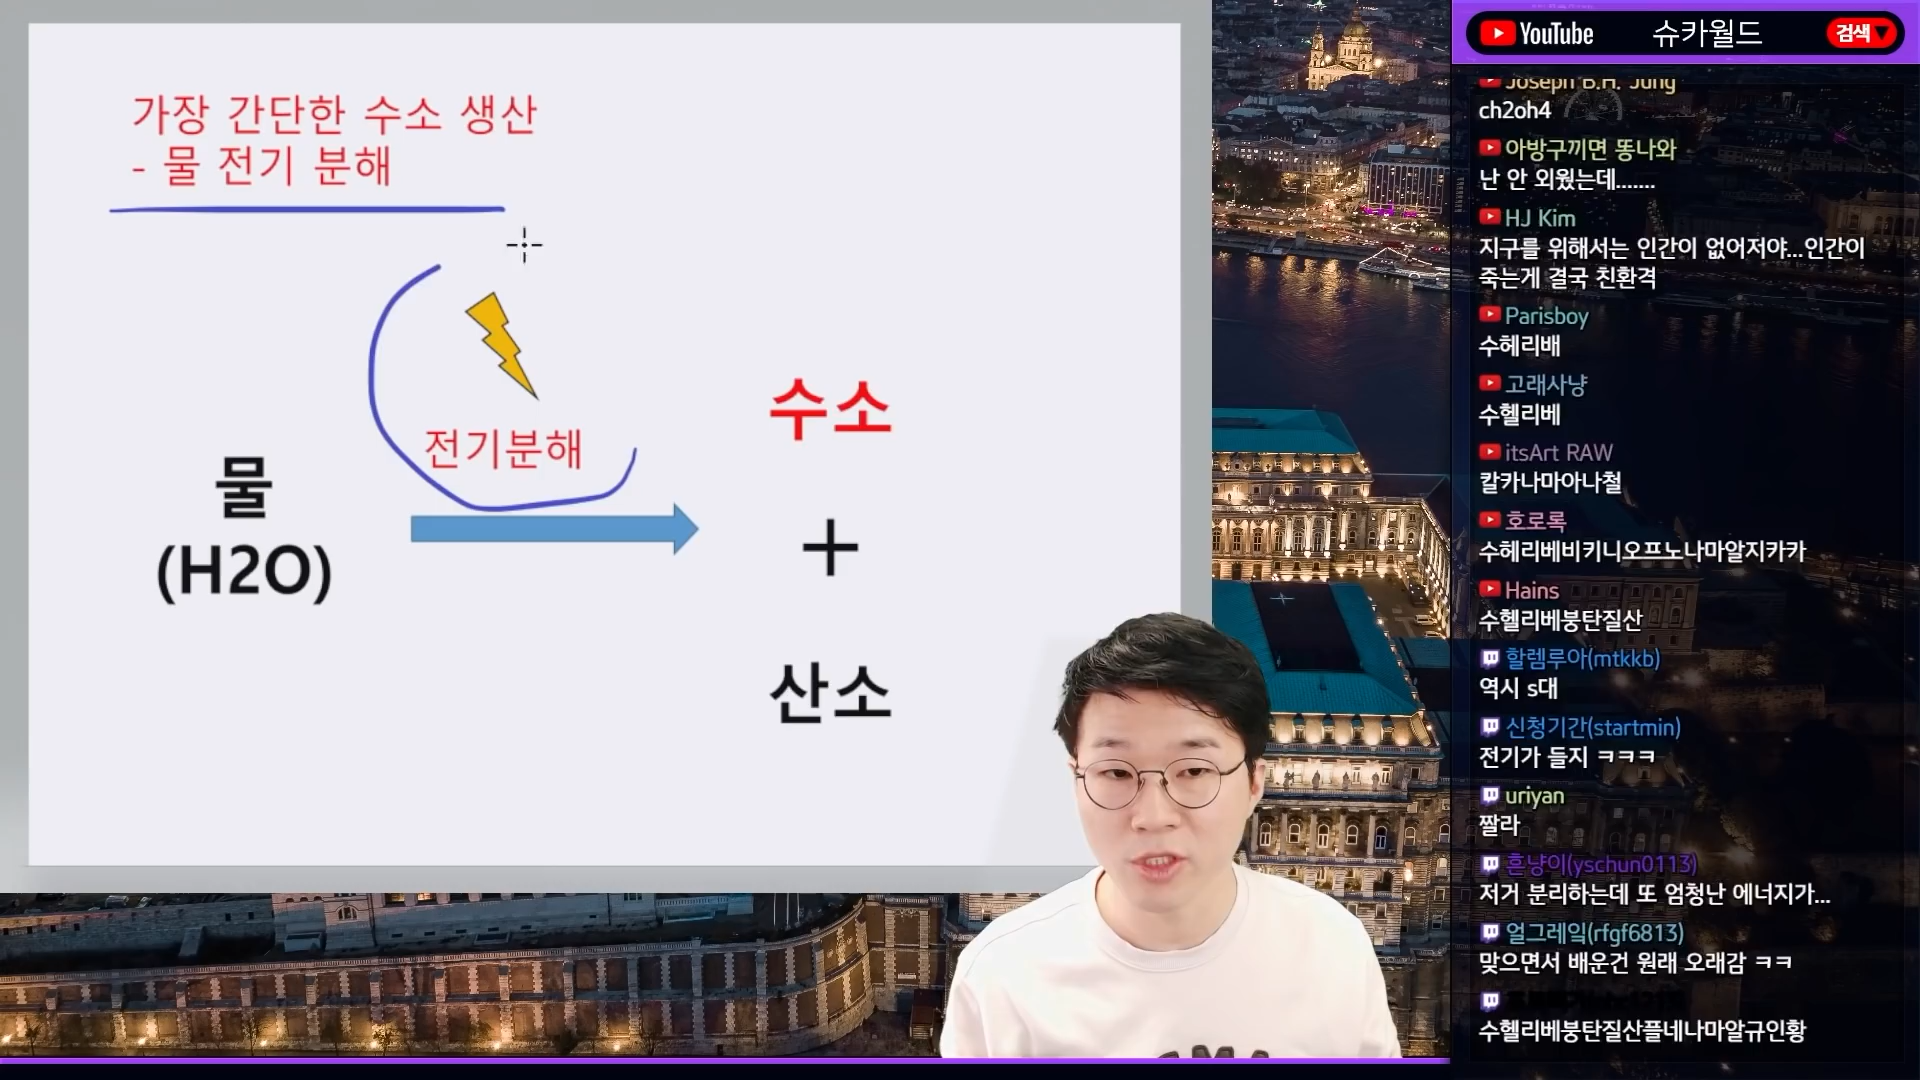 가장 간단한 수소 생산
- 물 전기 분해
전기분해
물
(H2O)
수소
+
산소
YouTube
슈카월드
검색▼
Joseph B.H. Jung
ch2oh4
아방구끼면 똥나와
난 안 외웠는데.......
HJ Kim
지구를 위해서는 인간이 없어저야...인간이
죽는게 결국 친환격
Parisboy
수헤리배
고래사냥
수헬리베
itsArt RAW
칼카나마아나철
호로록
수헤리베비키니오프노나마알지카카
Hains
수헬리베붕탄질산
할렘루아(mtkkb)
역시 s대
신청기간(startmin)
전기가 들지 ㅋㅋㅋ
uriyan
짤라
흔냥이(yschun0113)
저거 분리하는데 또 엄청난 에너지가...
얼그레잌(rfgf6813)
맞으면서 배운건 원래 오래감 ㅋㅋ
수헬리베붕탄질산플네나마알규인황